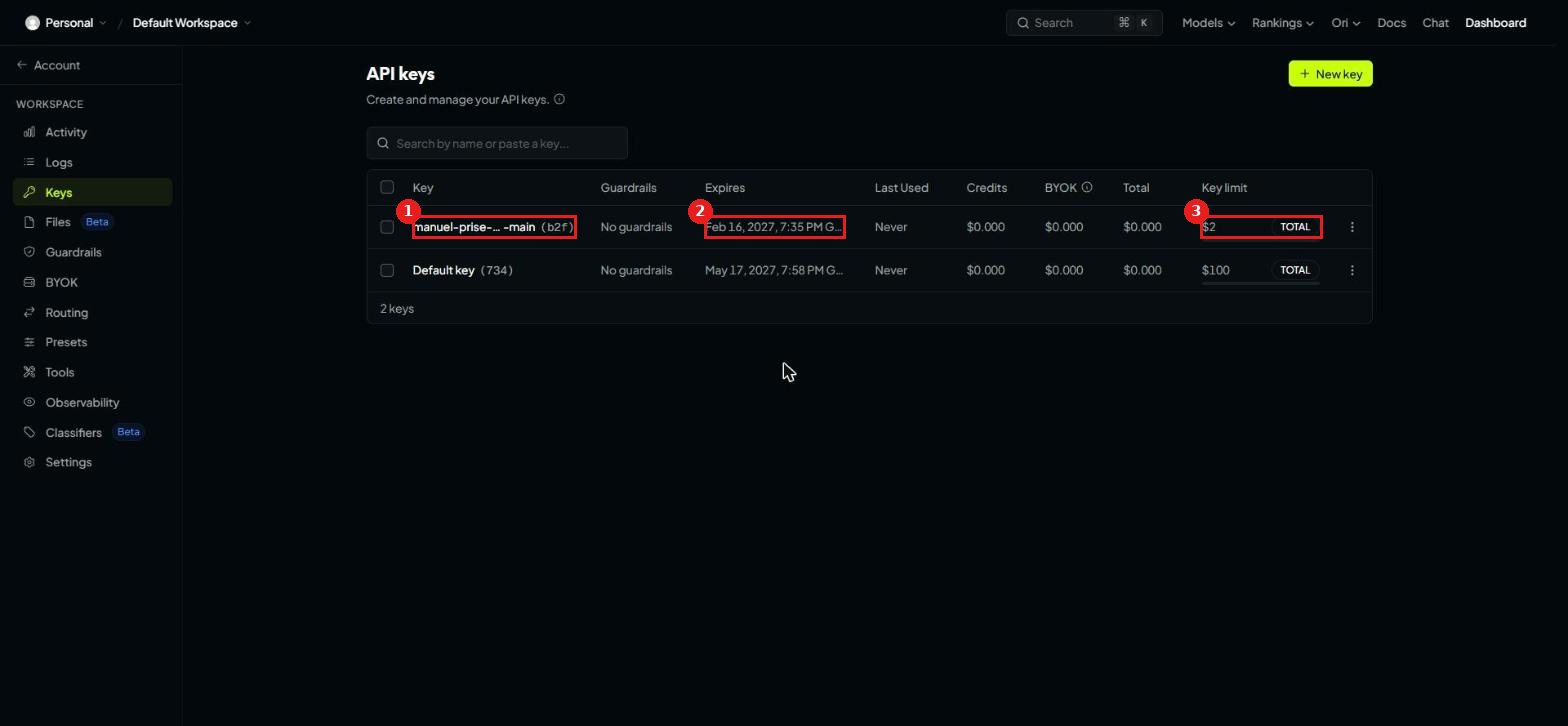 Personal / Default Workspace
Search ⌘ K
Models
Rankings
Ori
Docs
Chat
Dashboard
← Account
WORKSPACE
Activity
Logs
Keys
Files Beta
Guardrails
BYOK
Routing
Presets
Tools
Observability
Classifiers Beta
Settings
API keys
Create and manage your API keys.
+ New key
Search by name or paste a key...
Key Guardrails Expires Last Used Credits BYOK Total Key limit
1 2 3
manuel-prise-... -main (b2f) No guardrails Feb 16, 2027, 7:35 PM G... Never $0.000 $0.000 $0.000 $2 TOTAL
Default key (734) No guardrails May 17, 2027, 7:58 PM G... Never $0.000 $0.000 $0.000 $100 TOTAL
2 keys